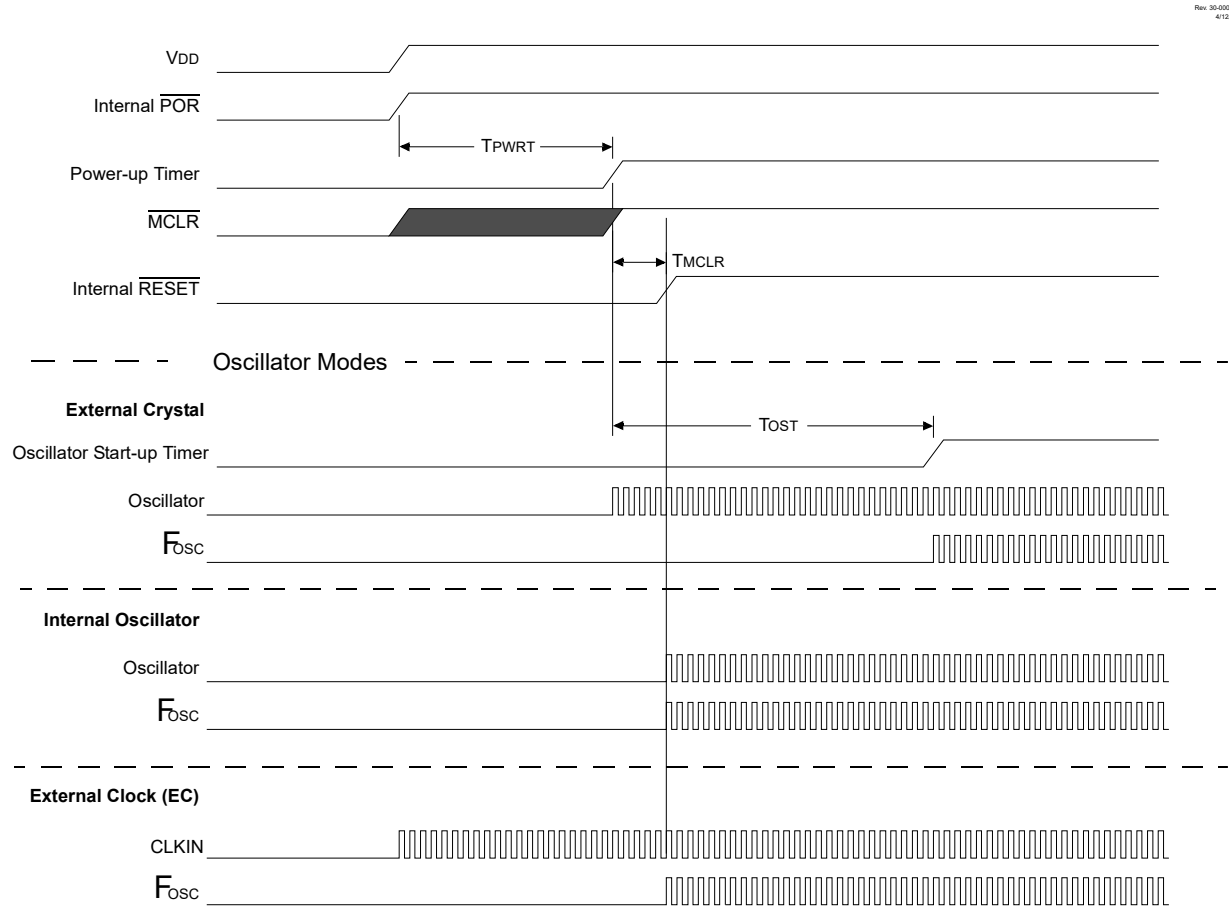 Rev. 30-000
4/12
VDD
Internal POR
TPWRT
Power-up Timer
MCLR
TMCLR
Internal RESET
Oscillator Modes
External Crystal
TOST
Oscillator Start-up Timer
Oscillator
FOSC
Internal Oscillator
Oscillator
FOSC
External Clock (EC)
CLKIN
FOSC